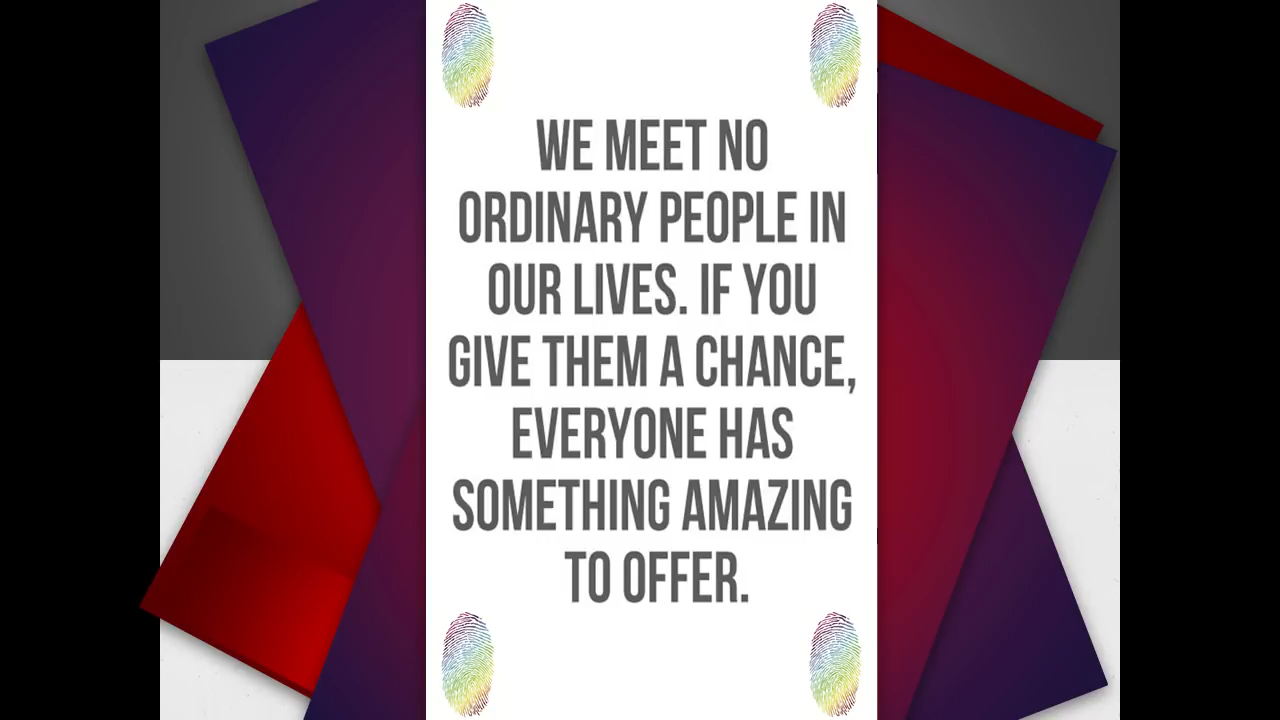 WE MEET NO
ORDINARY PEOPLE IN
OUR LIVES. IF YOU
GIVE THEM A CHANCE,
EVERYONE HAS
SOMETHING AMAZING
TO OFFER.